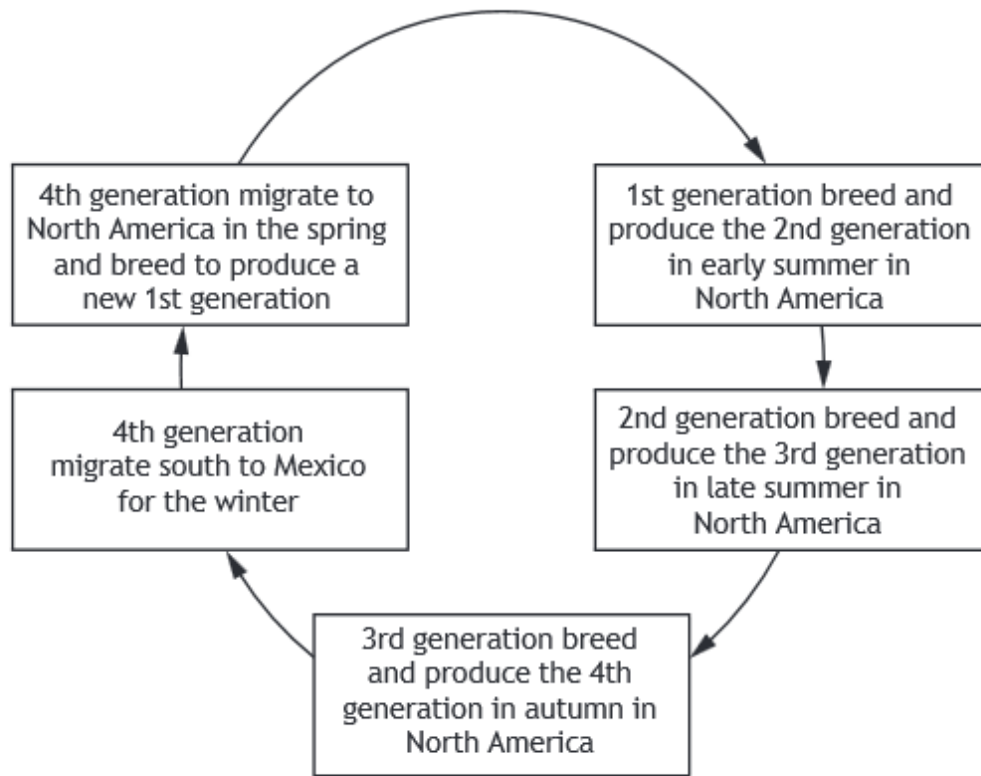 4th generation migrate to
North America in the spring
and breed to produce a
new 1st generation
1st generation breed and
produce the 2nd generation
in early summer in
North America
2nd generation breed and
produce the 3rd generation
in late summer in
North America
3rd generation breed
and produce the 4th
generation in autumn in
North America
4th generation
migrate south to Mexico
for the winter